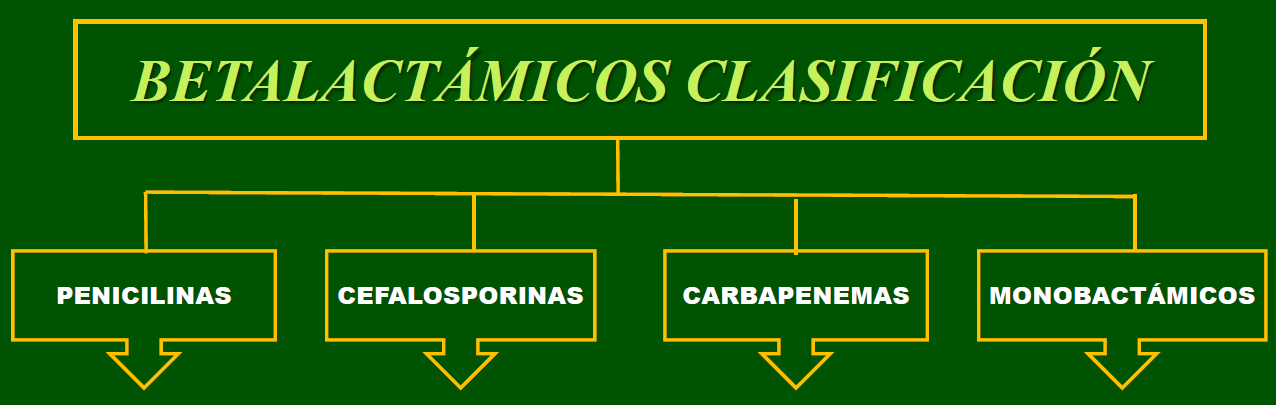 BETALACTÁMICOS CLASIFICACIÓN
PENICILINAS
CEFALOSPORINAS
CARBAPENEMAS
MONOBACTÁMICOS